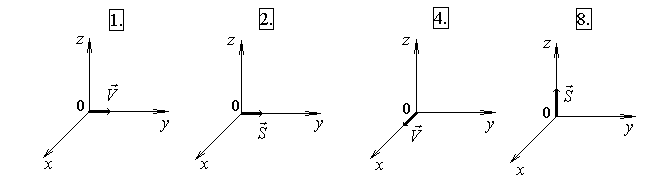 1. 2. 4. 8.
z z z z
0 V⃗ 0 S⃗ 0 V⃗ 0 S⃗
y y y y
x x x x